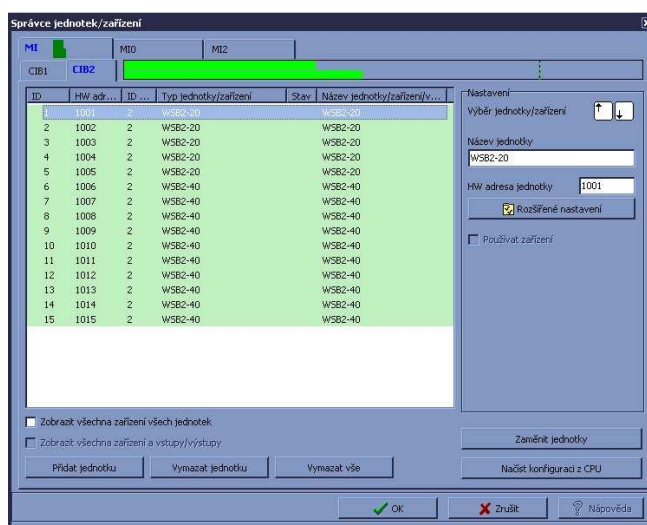 Správce jednotek/zařízení
MI MI0 MI2
CIB1 CIB2
ID HW adr... ID ... Typ jednotky/zařízení Stav Název jednotky/zařízení/v...
1 1001 2 WSB2-20 WSB2-20
2 1002 2 WSB2-20 WSB2-20
3 1003 2 WSB2-20 WSB2-20
4 1004 2 WSB2-20 WSB2-20
5 1005 2 WSB2-20 WSB2-20
6 1006 2 WSB2-40 WSB2-40
7 1007 2 WSB2-40 WSB2-40
8 1008 2 WSB2-40 WSB2-40
9 1009 2 WSB2-40 WSB2-40
10 1010 2 WSB2-40 WSB2-40
11 1011 2 WSB2-40 WSB2-40
12 1012 2 WSB2-40 WSB2-40
13 1013 2 WSB2-40 WSB2-40
14 1014 2 WSB2-40 WSB2-40
15 1015 2 WSB2-40 WSB2-40
Nastavení
Výběr jednotky/zařízení
Název jednotky
WSB2-20
HW adresa jednotky 1001
Rozšířené nastavení
Používat zařízení
Zobrazit všechna zařízení všech jednotek
Zobrazit všechna zařízení a vstupy/výstupy
Zaměnit jednotky
Přidat jednotku Vymazat jednotku Vymazat vše Načíst konfiguraci z CPU
OK Zrušit Nápověda